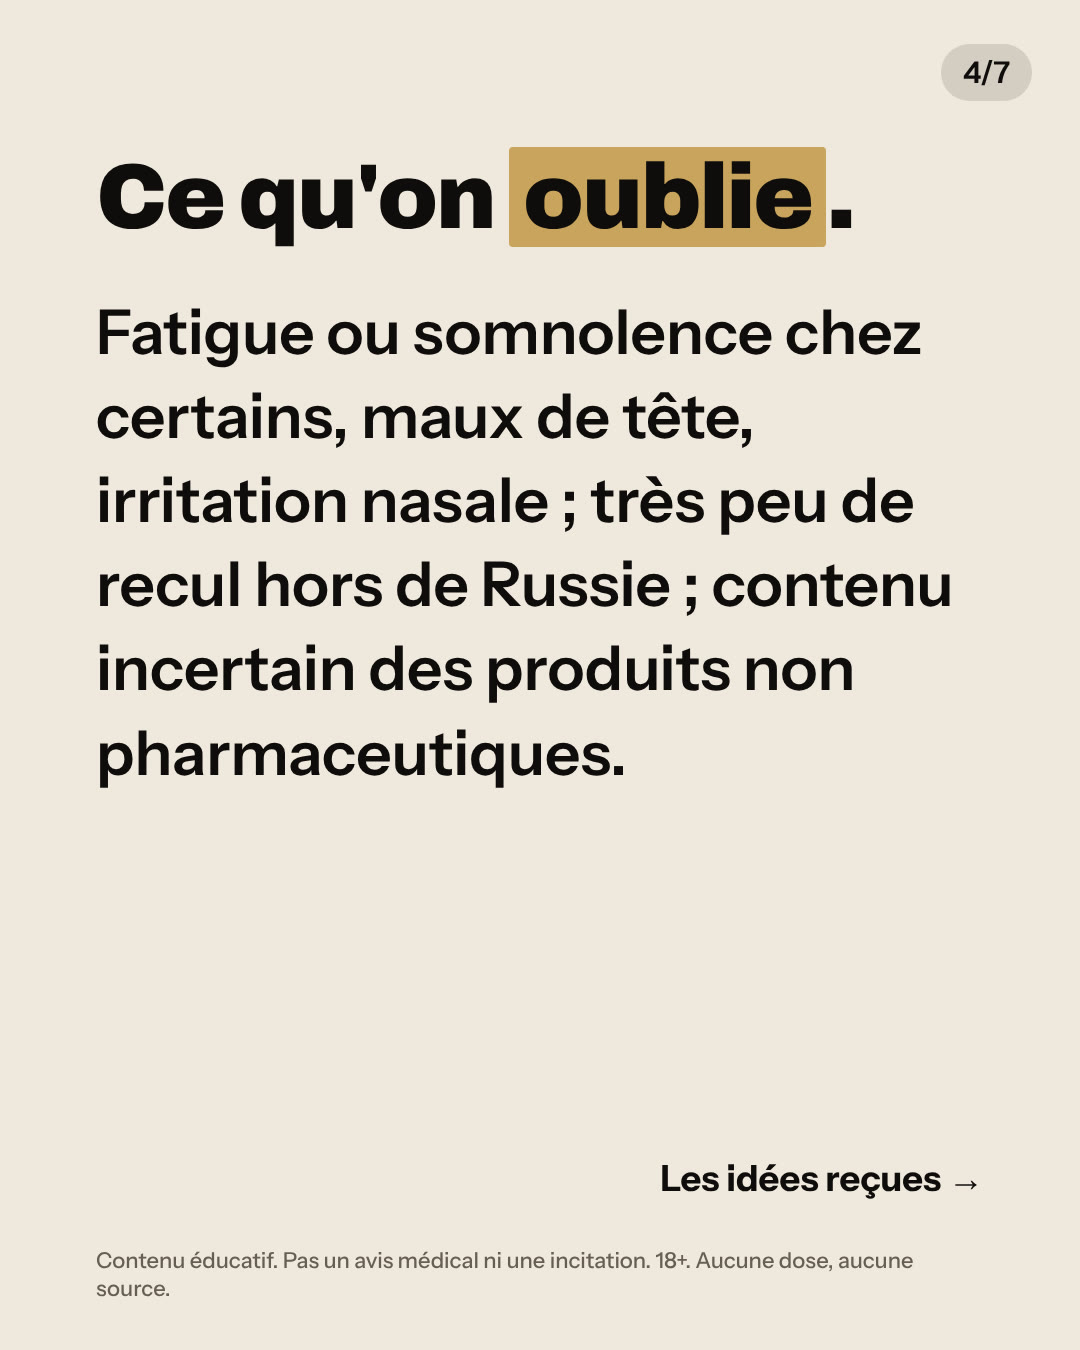 4/7
Ce qu'on oublie.
Fatigue ou somnolence chez
certains, maux de tête,
irritation nasale ; très peu de
recul hors de Russie ; contenu
incertain des produits non
pharmaceutiques.
Les idées reçues →
Contenu éducatif. Pas un avis médical ni une incitation. 18+. Aucune dose, aucune
source.